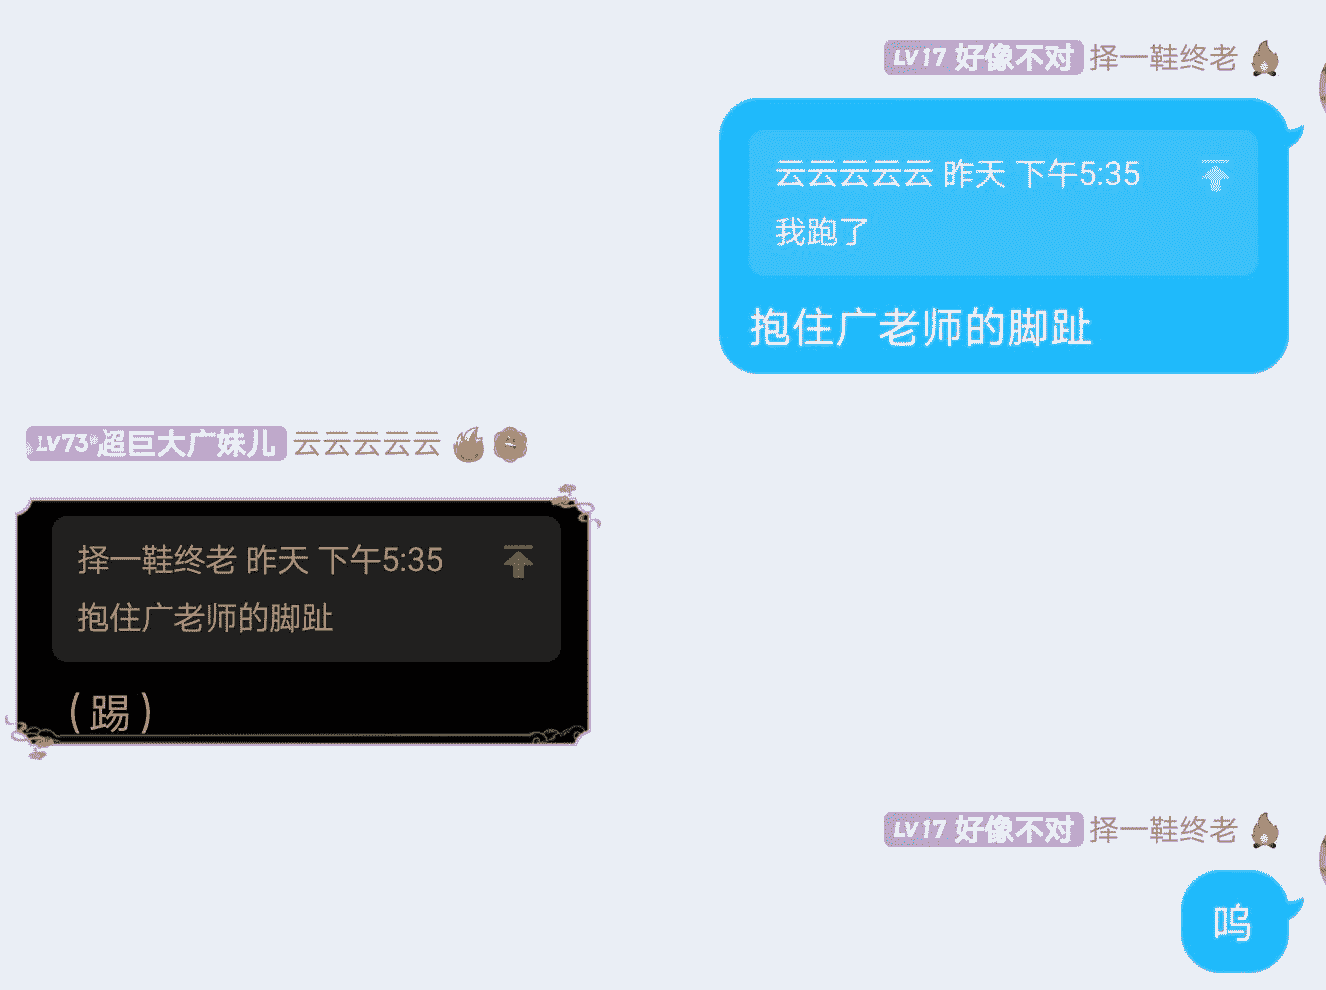 LV17 好像不对 择一鞋终老
云云云云云 昨天 下午5:35
我跑了
抱住广老师的脚趾
LV73 超巨大广妹儿 云云云云云
择一鞋终老 昨天 下午5:35
抱住广老师的脚趾
（踢）
LV17 好像不对 择一鞋终老
呜